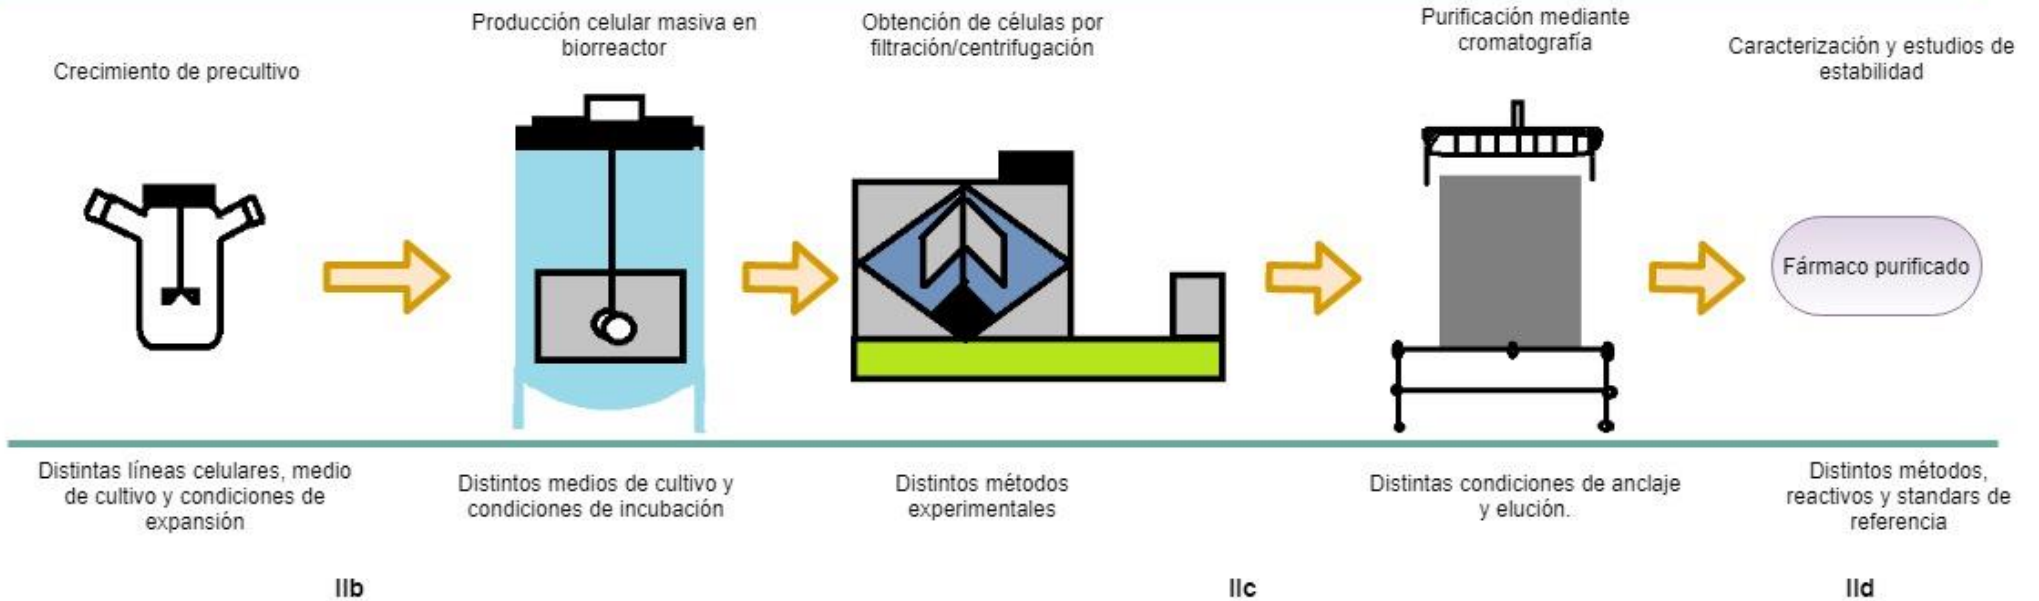 Crecimiento de precultivo
Producción celular masiva en
biorreactor
Obtención de células por
filtración/centrifugación
Purificación mediante
cromatografía
Caracterización y estudios de
estabilidad
Fármaco purificado
Distintas líneas celulares, medio
de cultivo y condiciones de
expansión
Distintos medios de cultivo y
condiciones de incubación
Distintos métodos
experimentales
Distintas condiciones de anclaje
y elución.
Distintos métodos,
reactivos y standars de
referencia
IIb
IIc
IId